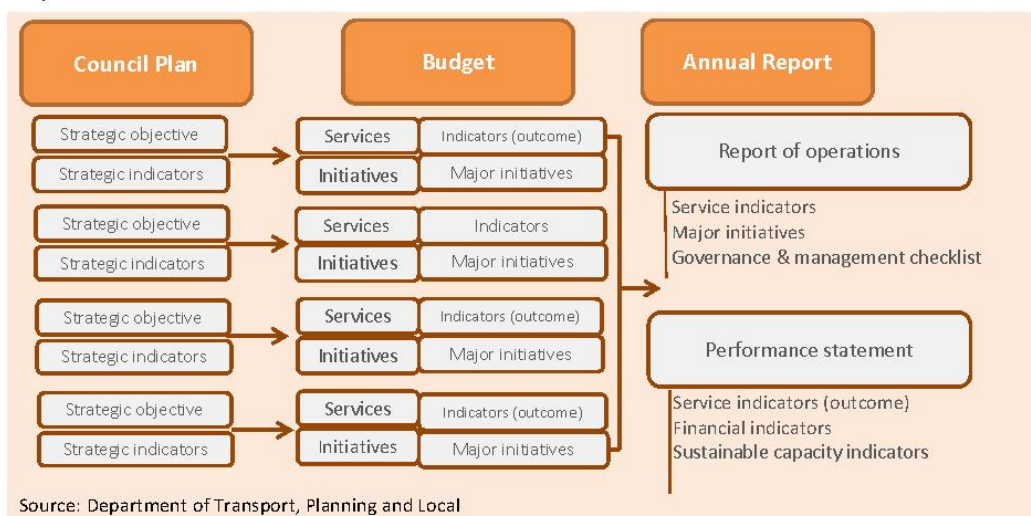 Council Plan
Budget
Annual Report
Strategic objective
Strategic indicators
Services
Indicators (outcome)
Initiatives
Major initiatives
Strategic objective
Strategic indicators
Services
Indicators
Initiatives
Major initiatives
Strategic objective
Strategic indicators
Services
Indicators (outcome)
Initiatives
Major initiatives
Strategic objective
Strategic indicators
Services
Indicators (outcome)
Initiatives
Major initiatives
Report of operations
Service indicators
Major initiatives
Governance & management checklist
Performance statement
Service indicators (outcome)
Financial indicators
Sustainable capacity indicators
Source: Department of Transport, Planning and Local